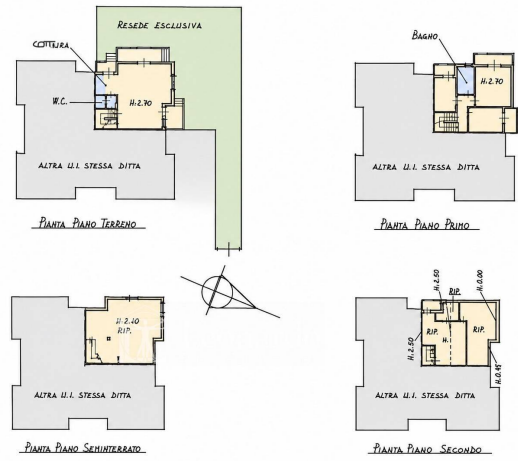 RESEDE ESCLUSIVA
COTTURA
W.C.
H:2.70
ALTRA U.I. STESSA DITTA
PIANTA PIANO TERRENO
BAGNO
H:2.70
ALTRA U.I. STESSA DITTA
PIANTA PIANO PRIMO
H:2.40
RIP.
ALTRA U.I. STESSA DITTA
PIANTA PIANO SEMINTERRATO
H:2.50
RIP.
H:0.00
RIP.
H.
RIP.
H:2.50
H:0.45
ALTRA U.I. STESSA DITTA
PIANTA PIANO SECONDO